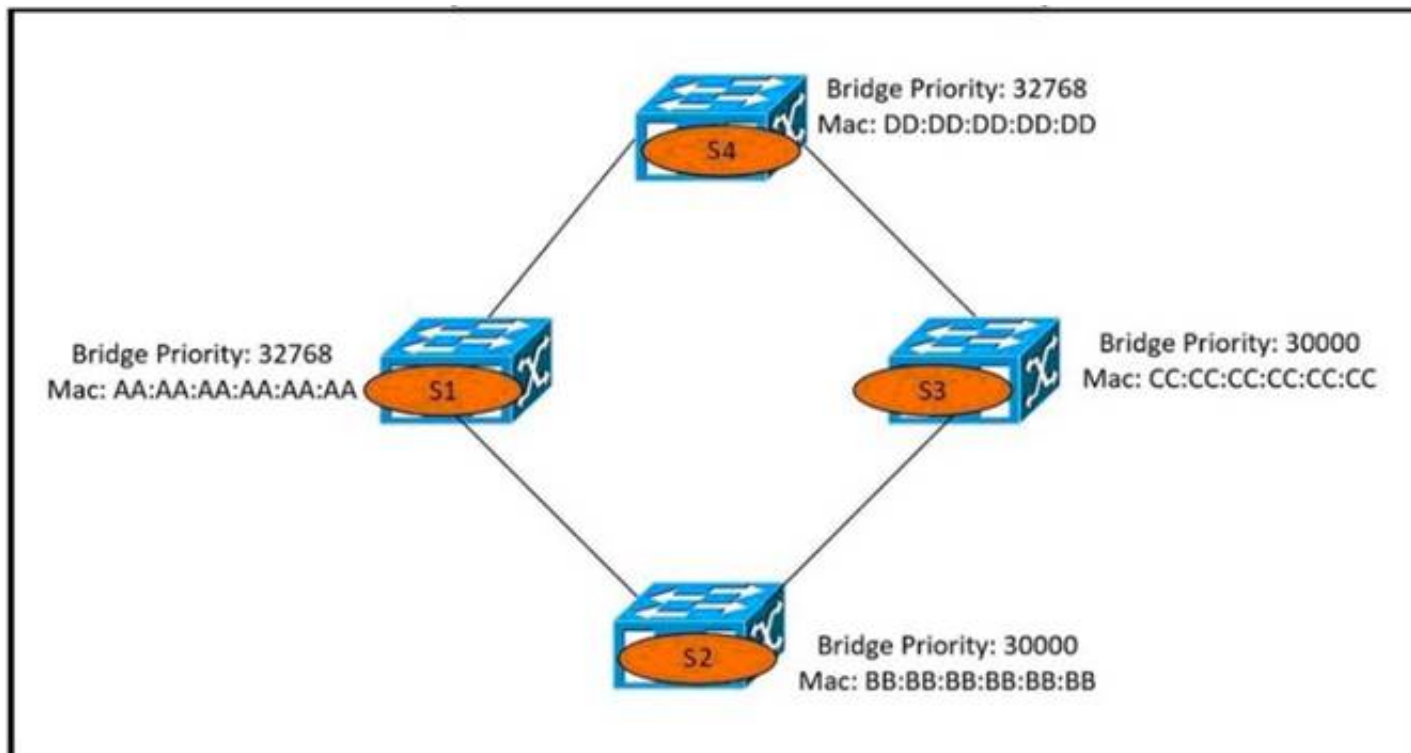 Bridge Priority: 32768
Mac: DD:DD:DD:DD:DD
S4
Bridge Priority: 32768
Mac: AA:AA:AA:AA:AA:AA
S1
S3
Bridge Priority: 30000
Mac: CC:CC:CC:CC:CC:CC
S2
Bridge Priority: 30000
Mac: BB:BB:BB:BB:BB:BB